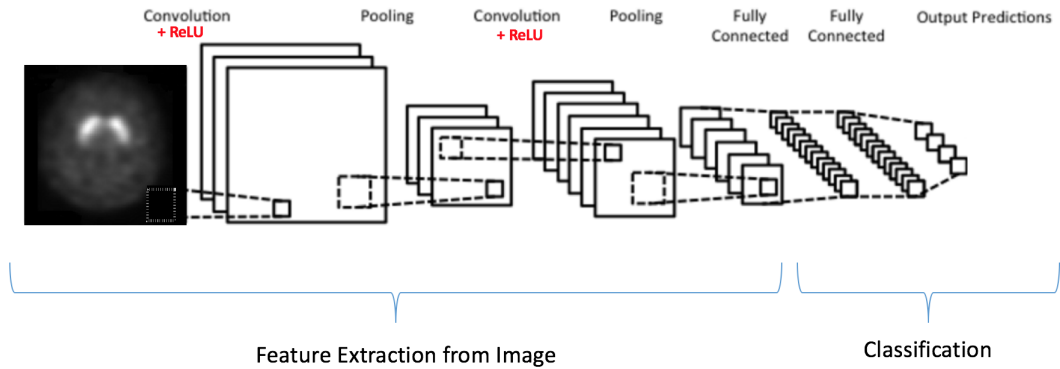 Convolution
+ ReLU
Pooling
Convolution
+ ReLU
Pooling
Fully
Connected
Fully
Connected
Output Predictions
Feature Extraction from Image
Classification